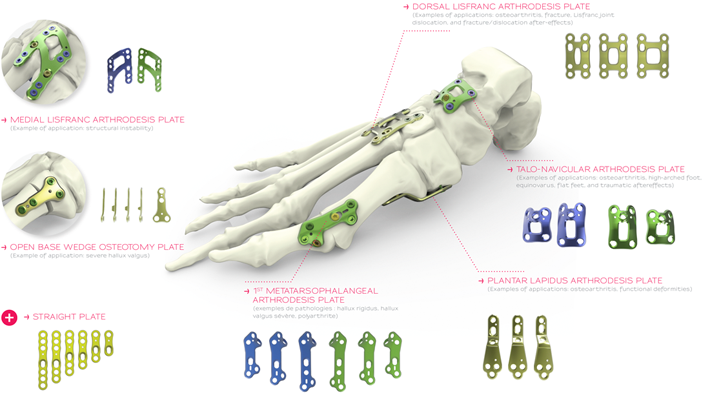 DORSAL LISFRANC ARTHRODESIS PLATE
(Examples of applications: osteoarthritis, fracture, Lisfranc joint
dislocation, and fracture/dislocation after-effects)
MEDIAL LISFRANC ARTHRODESIS PLATE
(Example of application: structural instability)
TALO-NAVICULAR ARTHRODESIS PLATE
(Examples of applications: osteoarthritis, high-arched foot,
equinovarus, flat feet, and traumatic aftereffects)
OPEN BASE WEDGE OSTEOTOMY PLATE
(Example of application: severe hallux valgus)
PLANTAR LAPIDUS ARTHRODESIS PLATE
(Examples of applications: osteoarthritis, functional deformities)
1ST METATARSOPHALANGEAL
ARTHRODESIS PLATE
(exemples de pathologies : hallux rigidus, hallux
valgus sévère, polyarthrite)
STRAIGHT PLATE